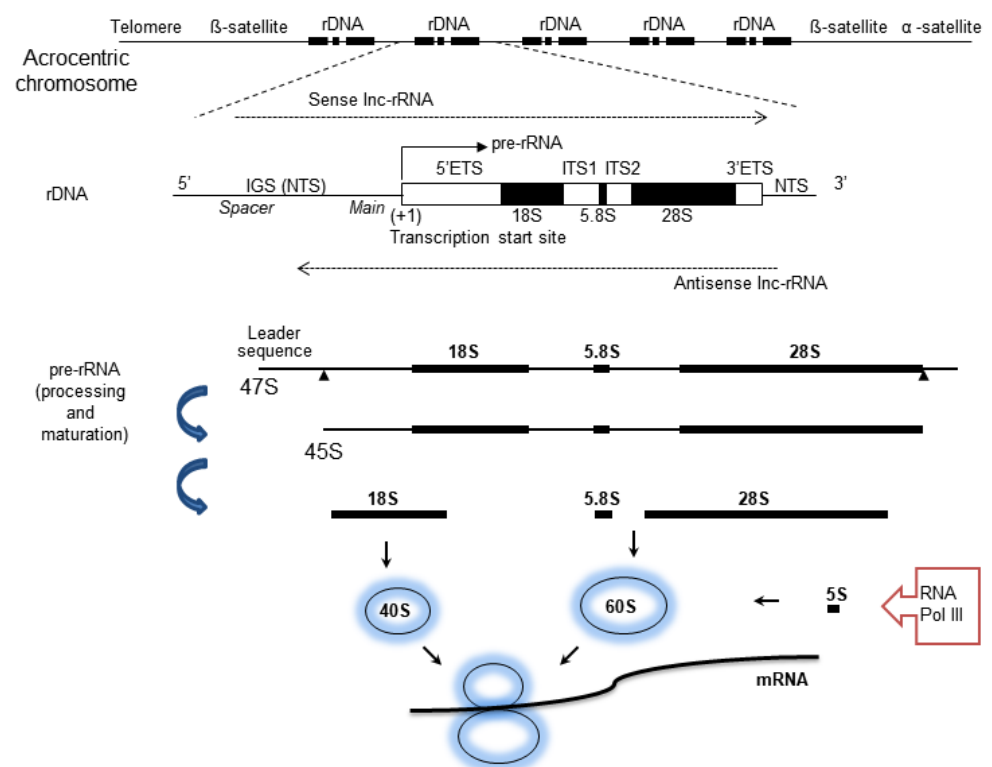 Telomere ß-satellite rDNA rDNA rDNA rDNA rDNA ß-satellite α -satellite
Acrocentric
chromosome
Sense lnc-rRNA
pre-rRNA
5'ETS ITS1 ITS2 3'ETS
rDNA 5' IGS (NTS) NTS 3'
Spacer Main (+1) 18S 5.8S 28S
Transcription start site
Antisense lnc-rRNA
Leader
sequence 18S 5.8S 28S
pre-rRNA
(processing
and
maturation)
47S
45S
18S 5.8S 28S
40S 60S 5S RNA
Pol III
mRNA